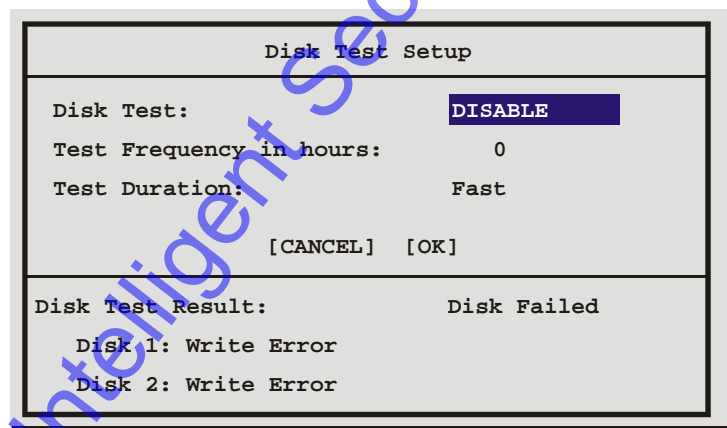 Disk Test Setup
Disk Test: DISABLE
Test Frequency in hours: 0
Test Duration: Fast
[CANCEL] [OK]
Disk Test Result: Disk Failed
Disk 1: Write Error
Disk 2: Write Error
Intelligent Sec